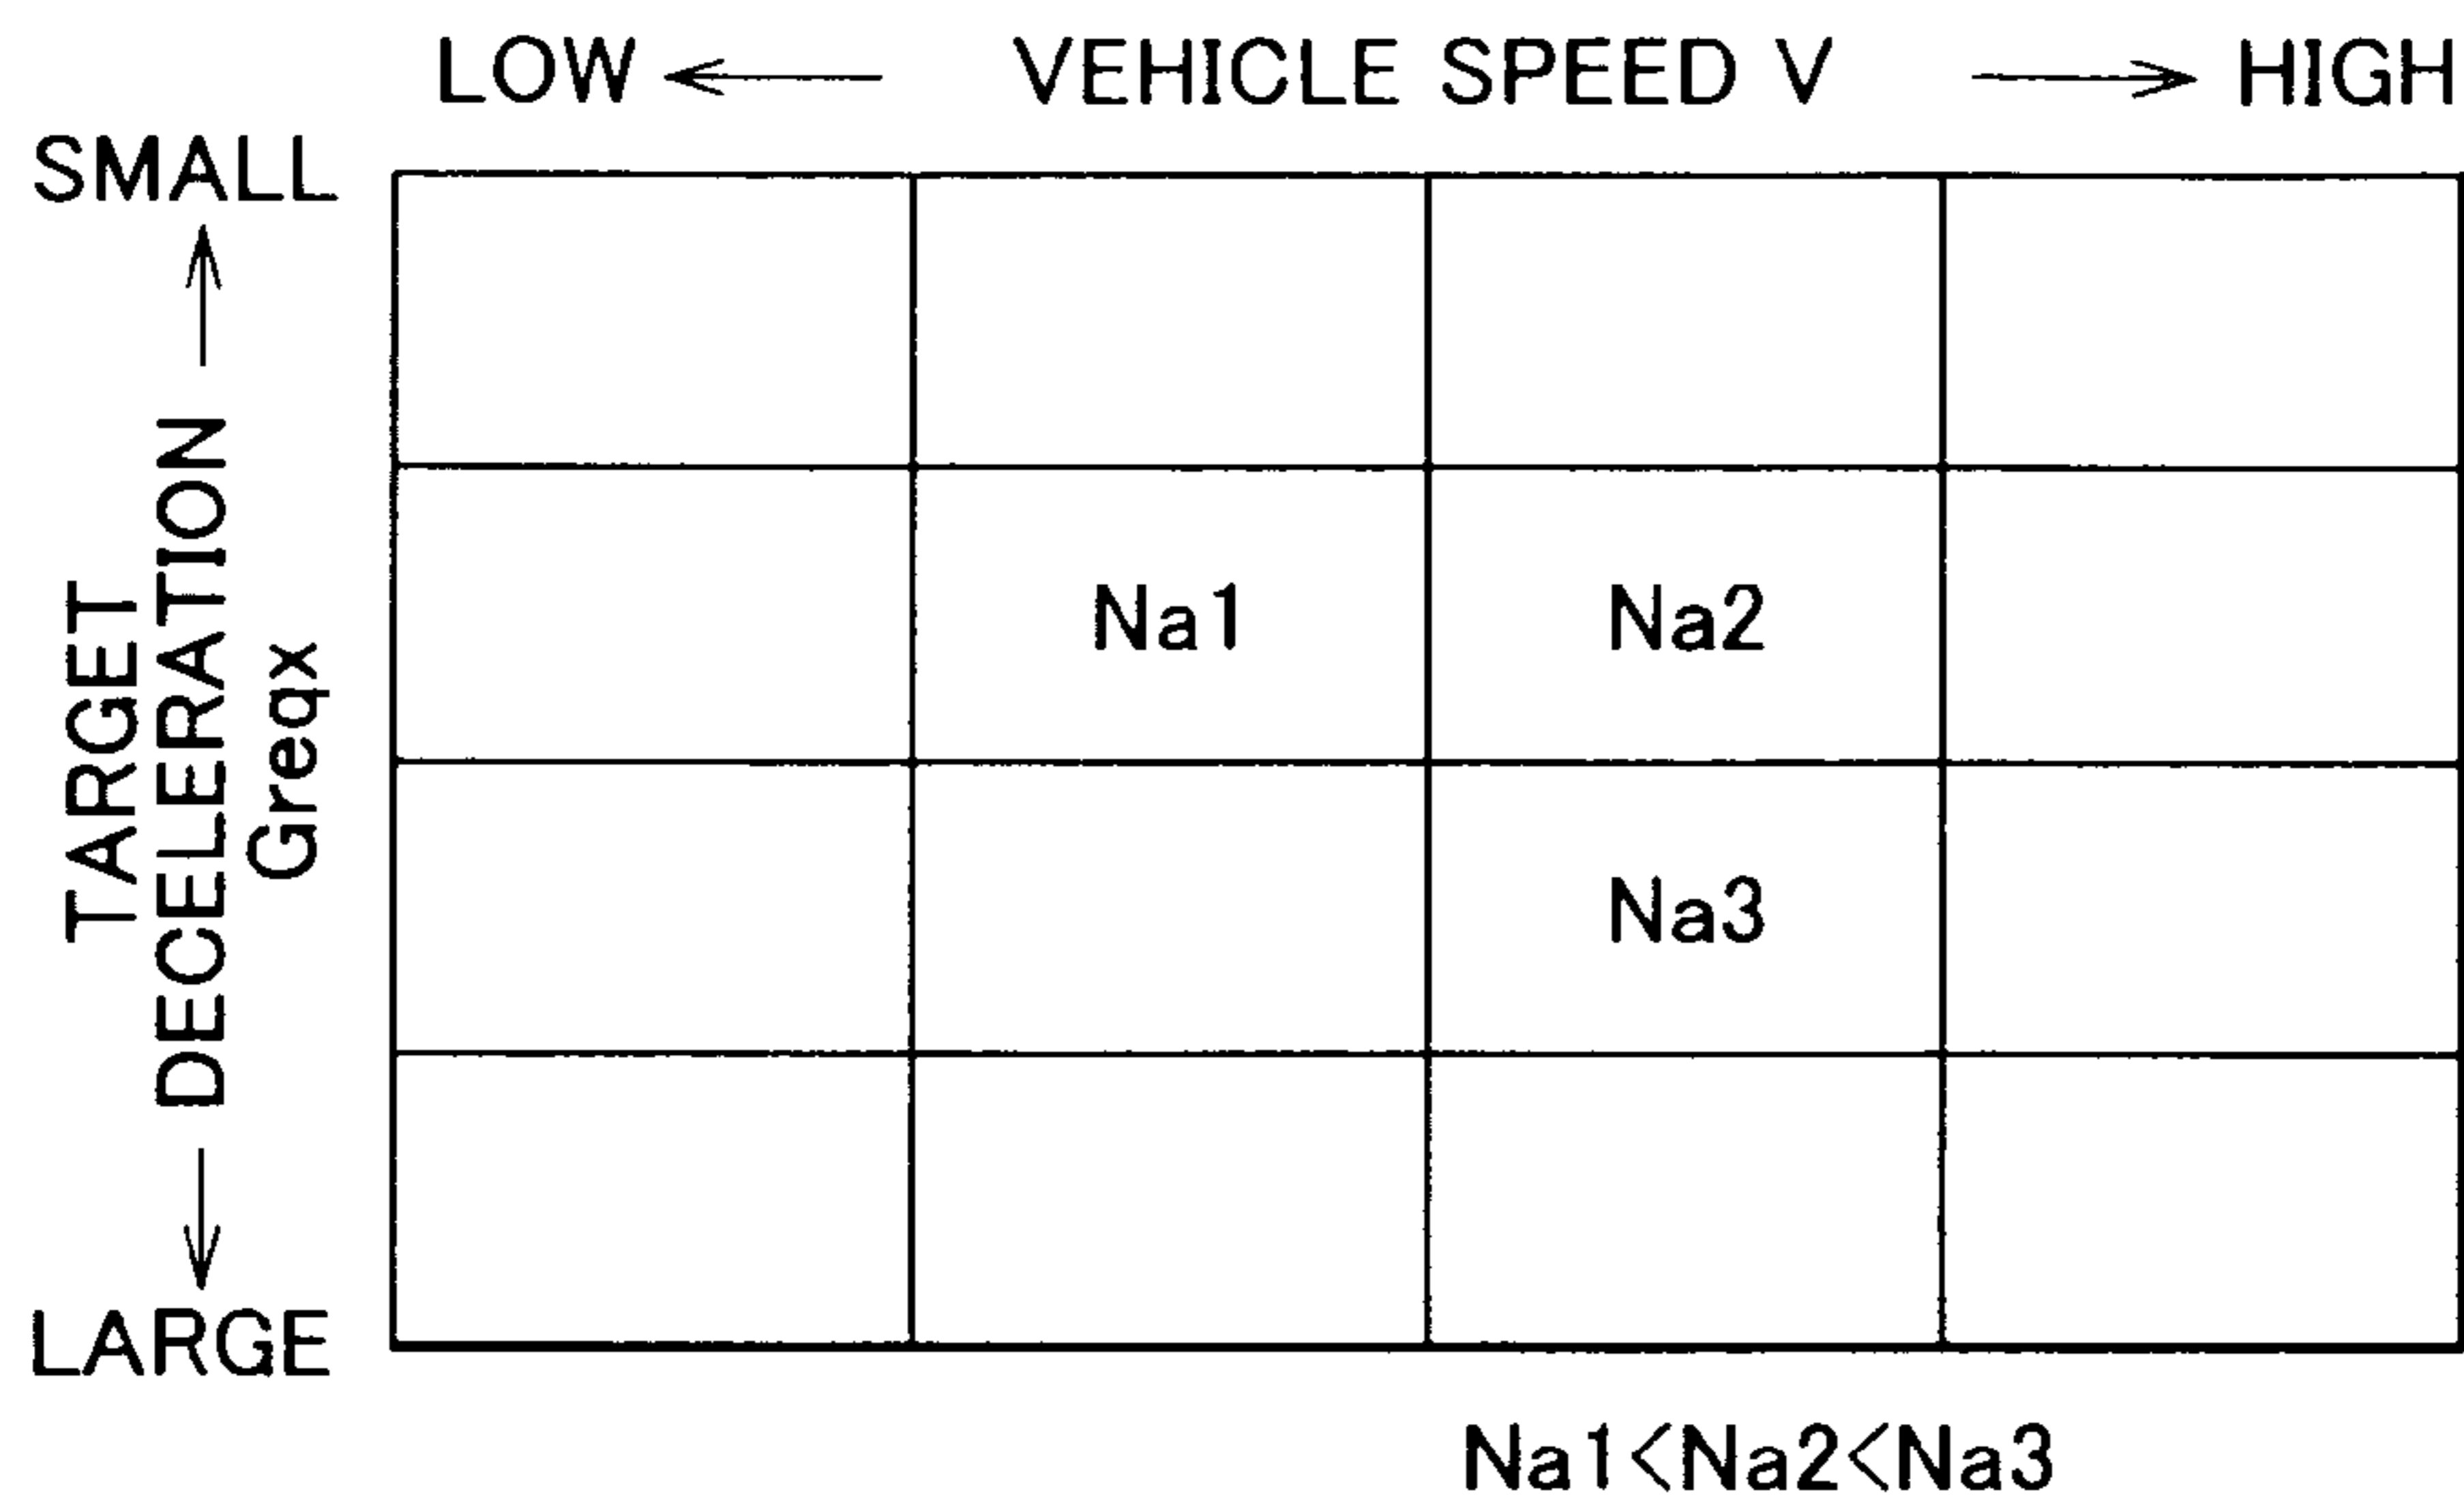 LOW ← VEHICLE SPEED V → HIGH
SMALL
TARGET
DECELERATION
Greqx
LARGE
Na1 Na2
Na3
Na1<Na2<Na3